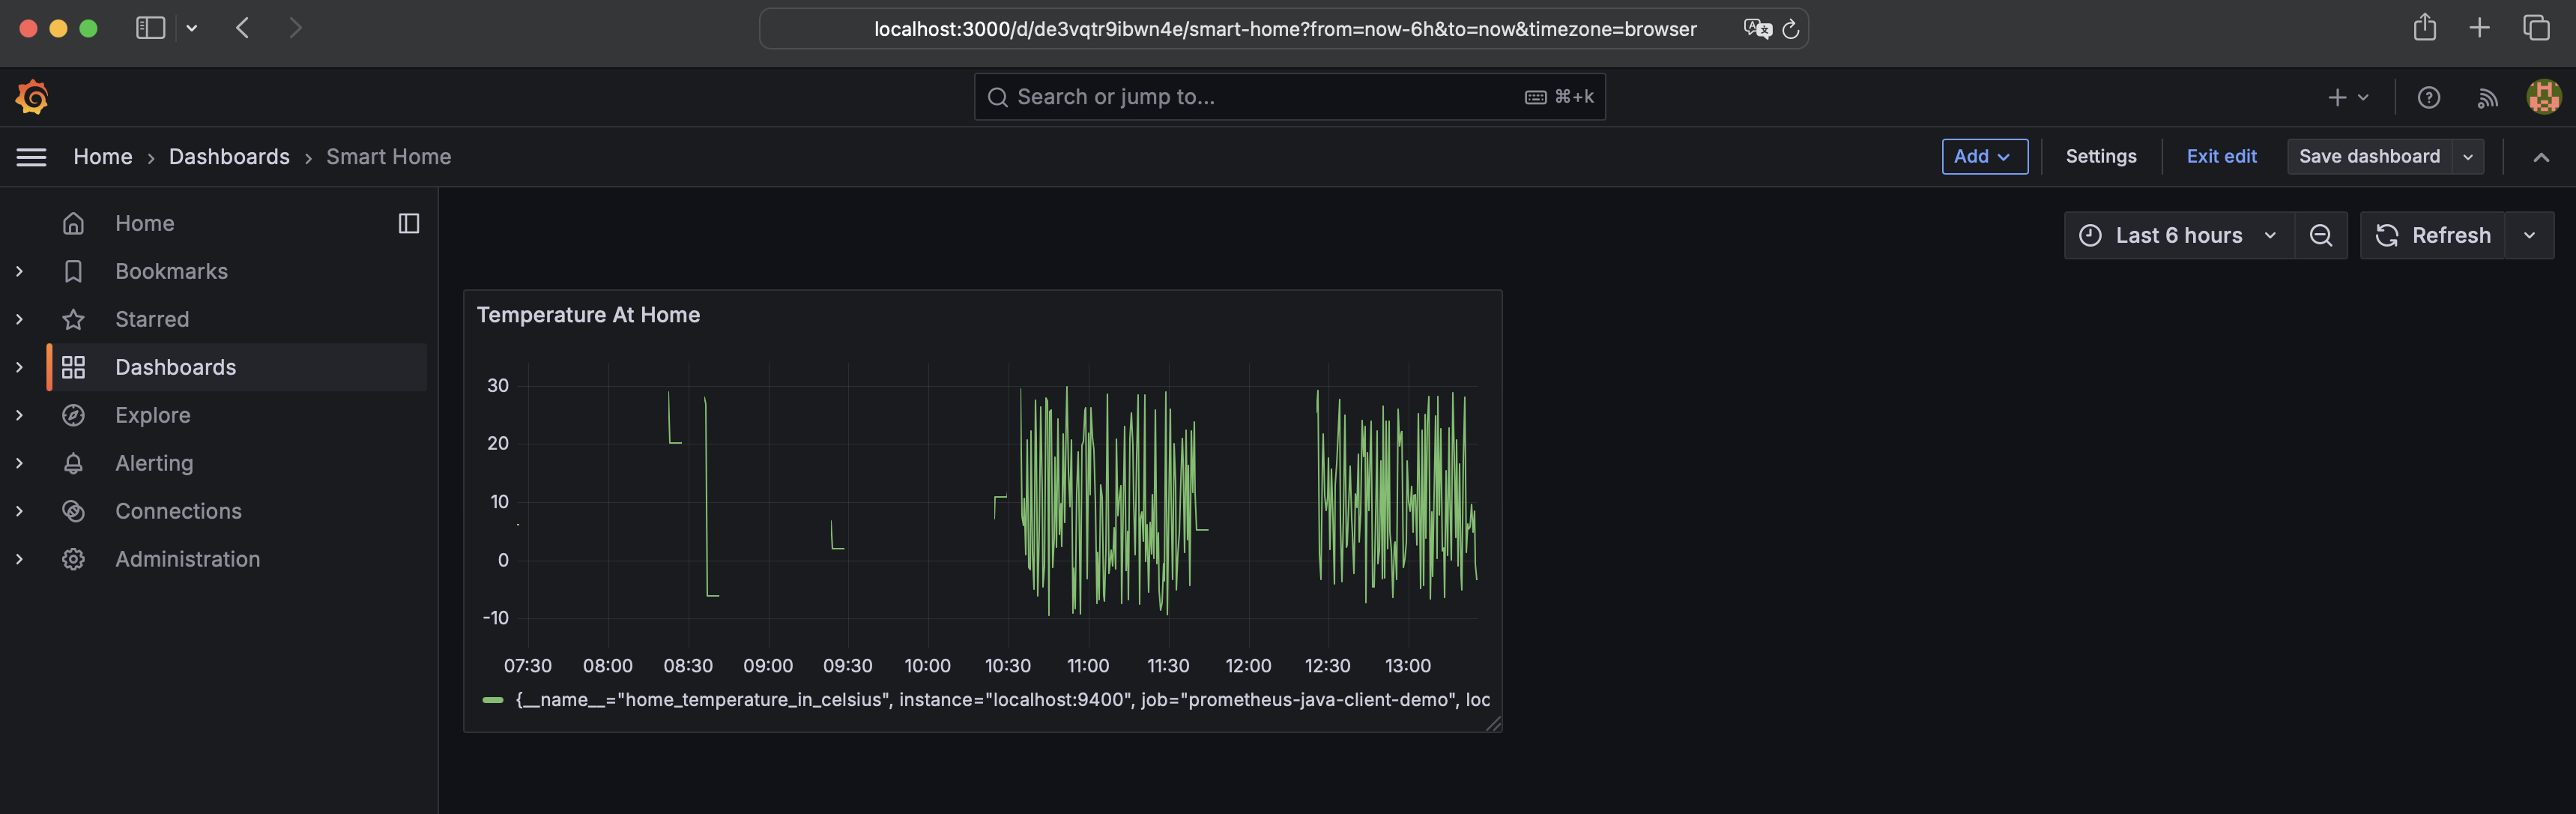 localhost:3000/d/de3vqtr9ibwn4e/smart-home?from=now-6h&to=now&timezone=browser
Search or jump to... ⌘+k
Home › Dashboards › Smart Home
Add
Settings
Exit edit
Save dashboard
Home
Bookmarks
Starred
Dashboards
Explore
Alerting
Connections
Administration
Last 6 hours
Refresh
Temperature At Home
30
20
10
0
-10
07:30 08:00 08:30 09:00 09:30 10:00 10:30 11:00 11:30 12:00 12:30 13:00
{__name__="home_temperature_in_celsius", instance="localhost:9400", job="prometheus-java-client-demo", loc